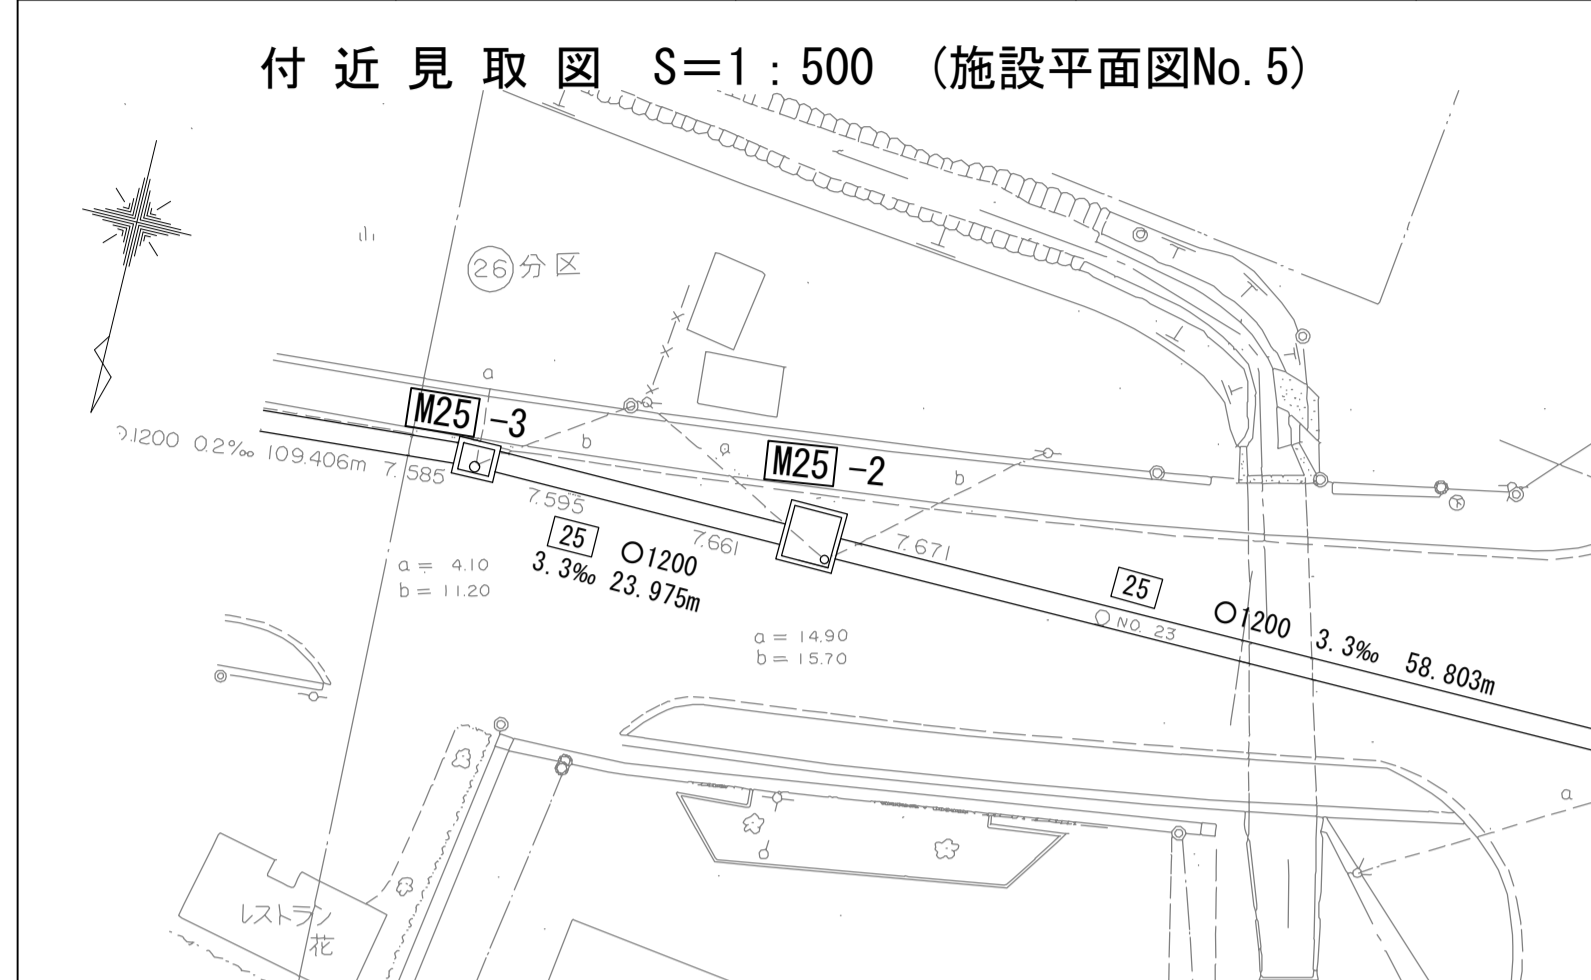 付近見取図 S=1：500 (施設平面図No.5)
26 分区
a
M25 -3
b
a
M25 -2
b
1200 0.2‰ 109.406m 7.585
7.595
7.661
7.671
25
○1200
3.3‰ 23.975m
a = 4.10
b = 11.20
25
○1200 3.3‰ 58.803m
NO. 23
a = 14.90
b = 15.70
a
レストラン
花